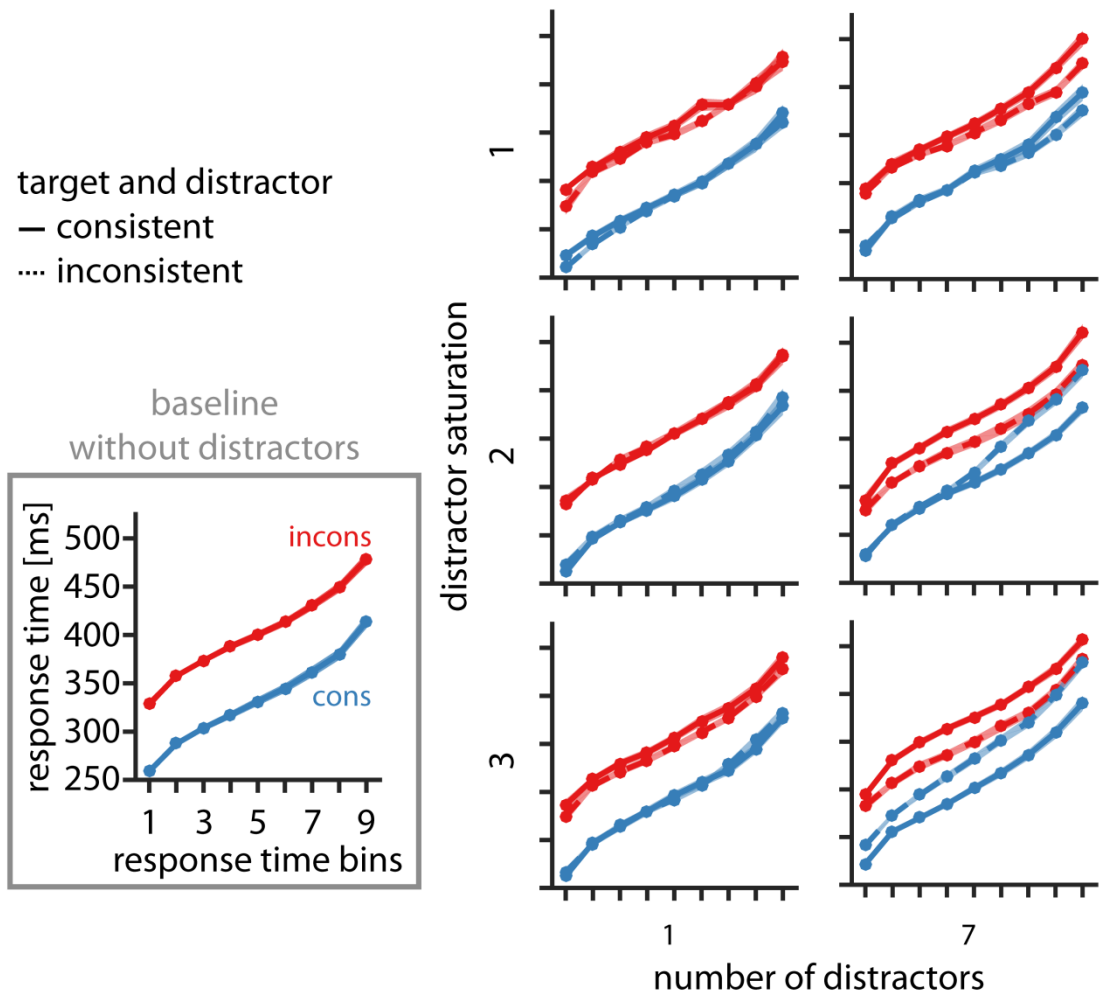 target and distractor
consistent
inconsistent
baseline
without distractors
response time [ms]
500
450
400
350
300
250
incons
cons
1 3 5 7 9
response time bins
distractor saturation
1
2
3
1 7
number of distractors